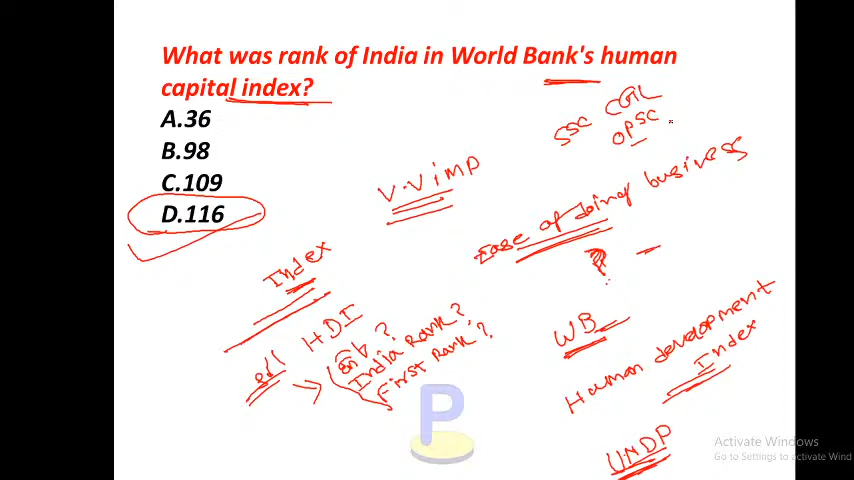 What was rank of India in World Bank's human
capital index?
A.36
B.98
C.109
D.116
SSC CGL
OPSC
V.V imp
Ease of doing business
?
Index
HDI
India Rank?
First Rank?
WB
Human development
Index
UNDP
P
Activate Windows
Go to Settings to activate Wind